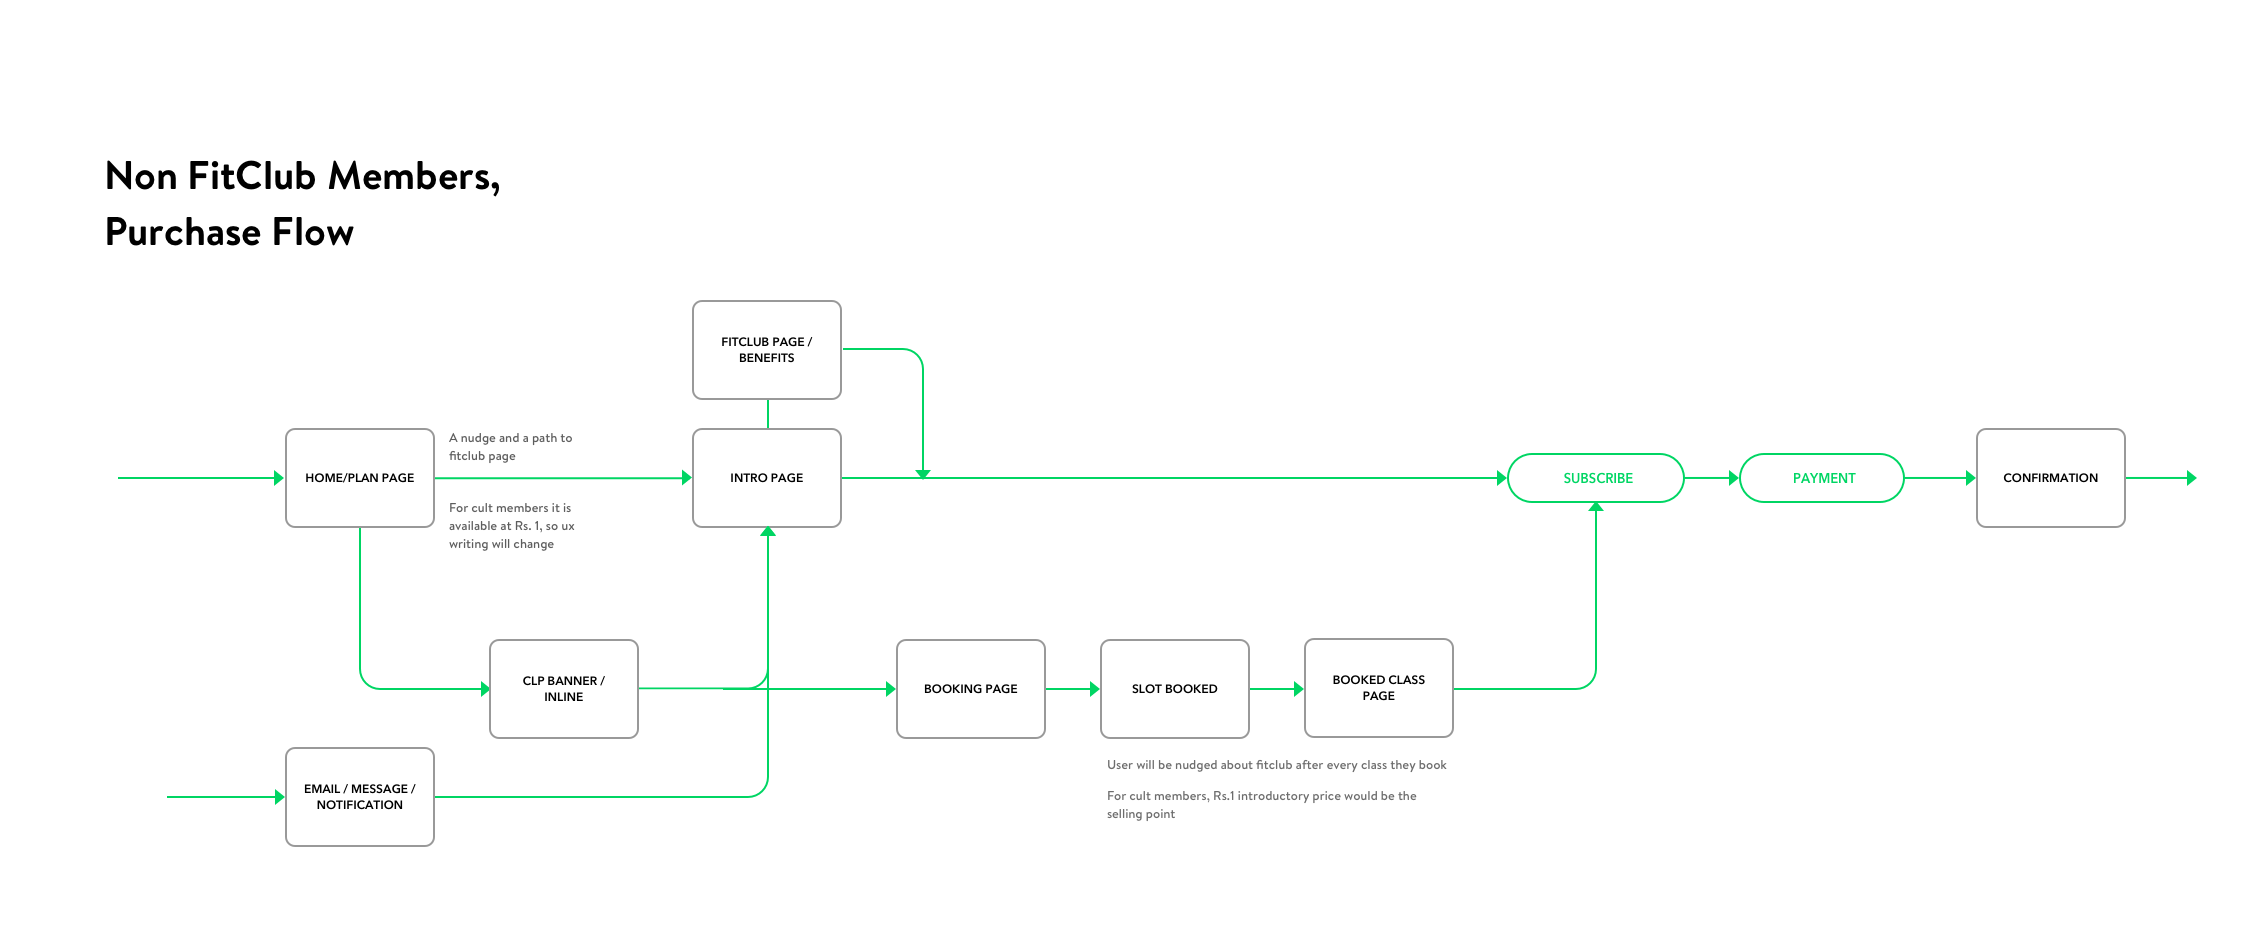 Non FitClub Members,
Purchase Flow
FITCLUB PAGE /
BENEFITS
HOME/PLAN PAGE
A nudge and a path to
fitclub page
For cult members it is
available at Rs. 1, so ux
writing will change
INTRO PAGE
SUBSCRIBE
PAYMENT
CONFIRMATION
CLP BANNER /
INLINE
BOOKING PAGE
SLOT BOOKED
BOOKED CLASS
PAGE
User will be nudged about fitclub after every class they book
For cult members, Rs.1 introductory price would be the
selling point
EMAIL / MESSAGE /
NOTIFICATION